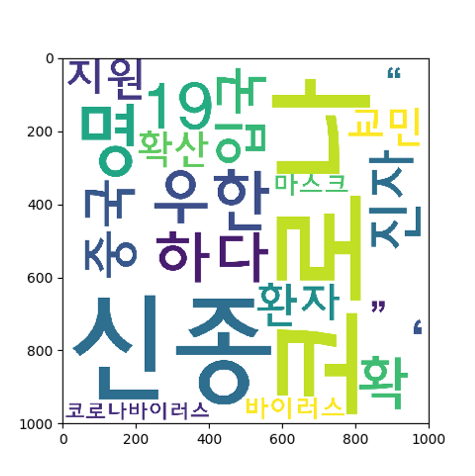 0
200
400
600
800
1000
지원
19
입국
“
명
확산
코로나
교민
중국
우한
마스크
진자
하다
신종
환자
”
‘
확
코로나바이러스
바이러스
0 200 400 600 800 1000